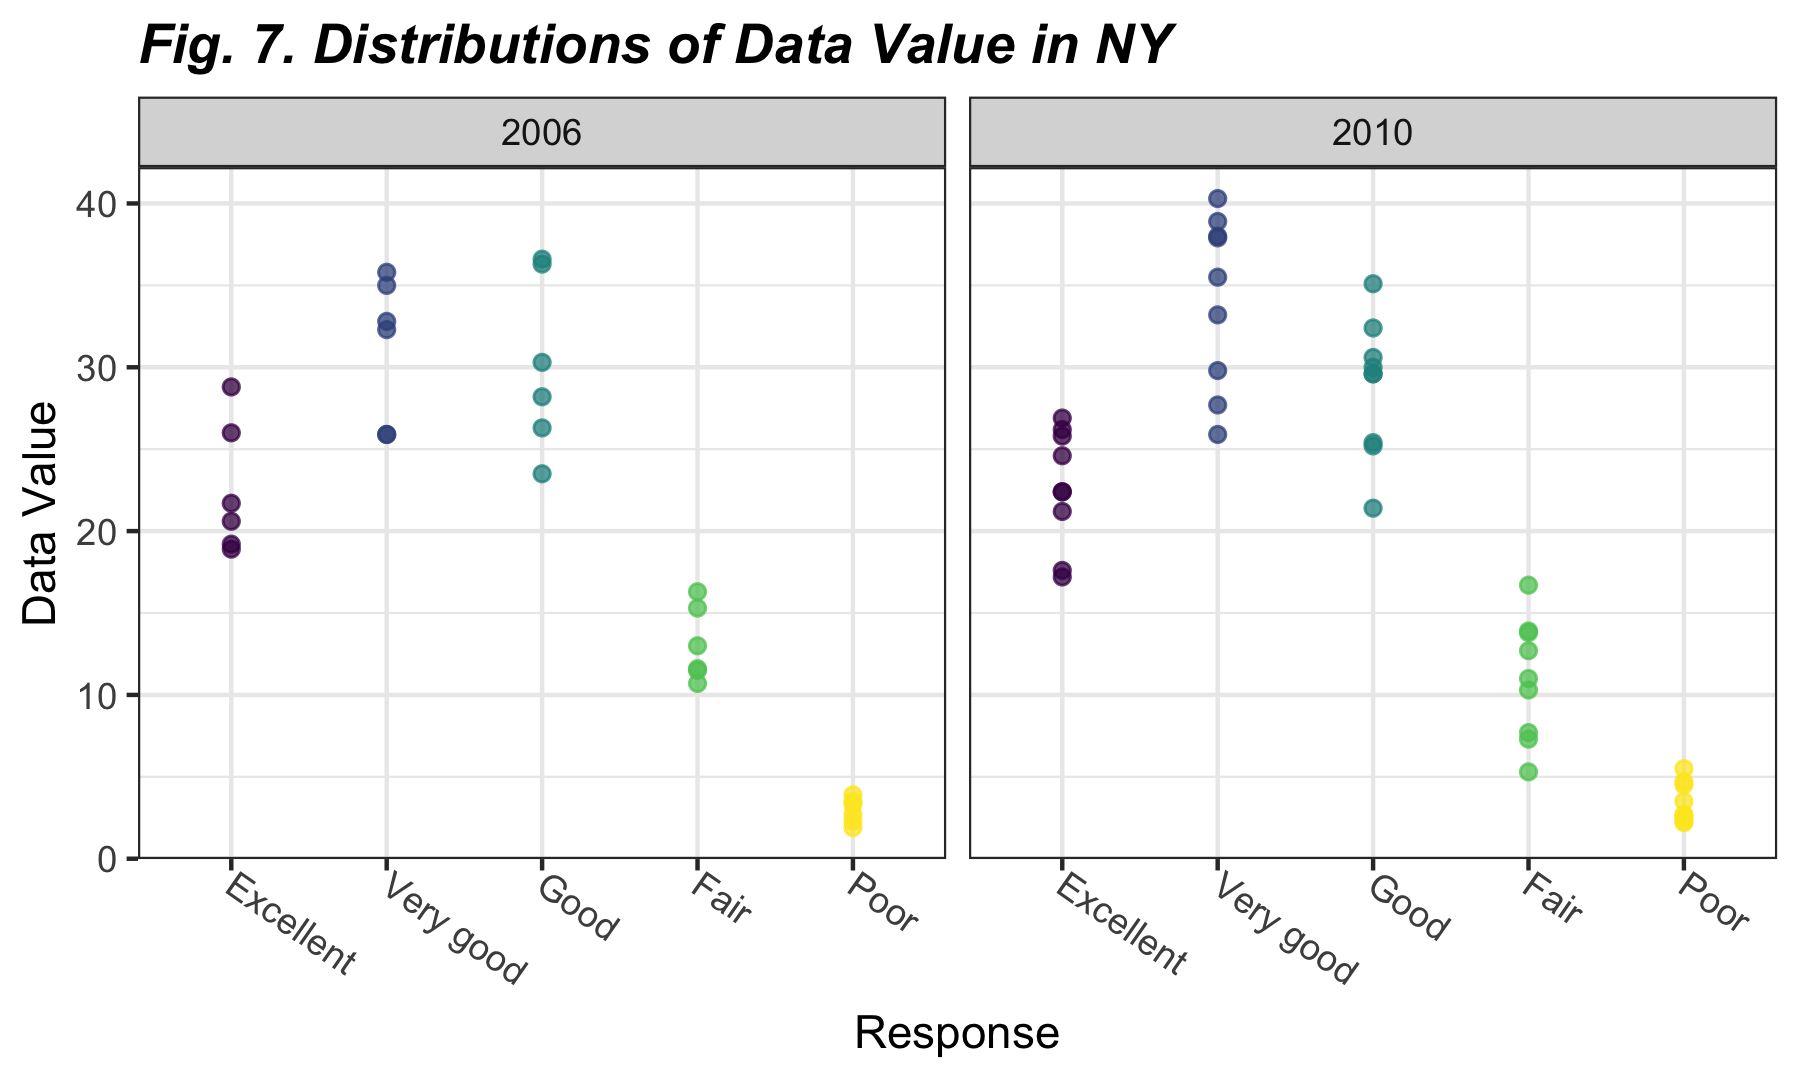 Fig. 7. Distributions of Data Value in NY
2006
2010
Data Value
40
30
20
10
0
Excellent
Very good
Good
Fair
Poor
Excellent
Very good
Good
Fair
Poor
Response